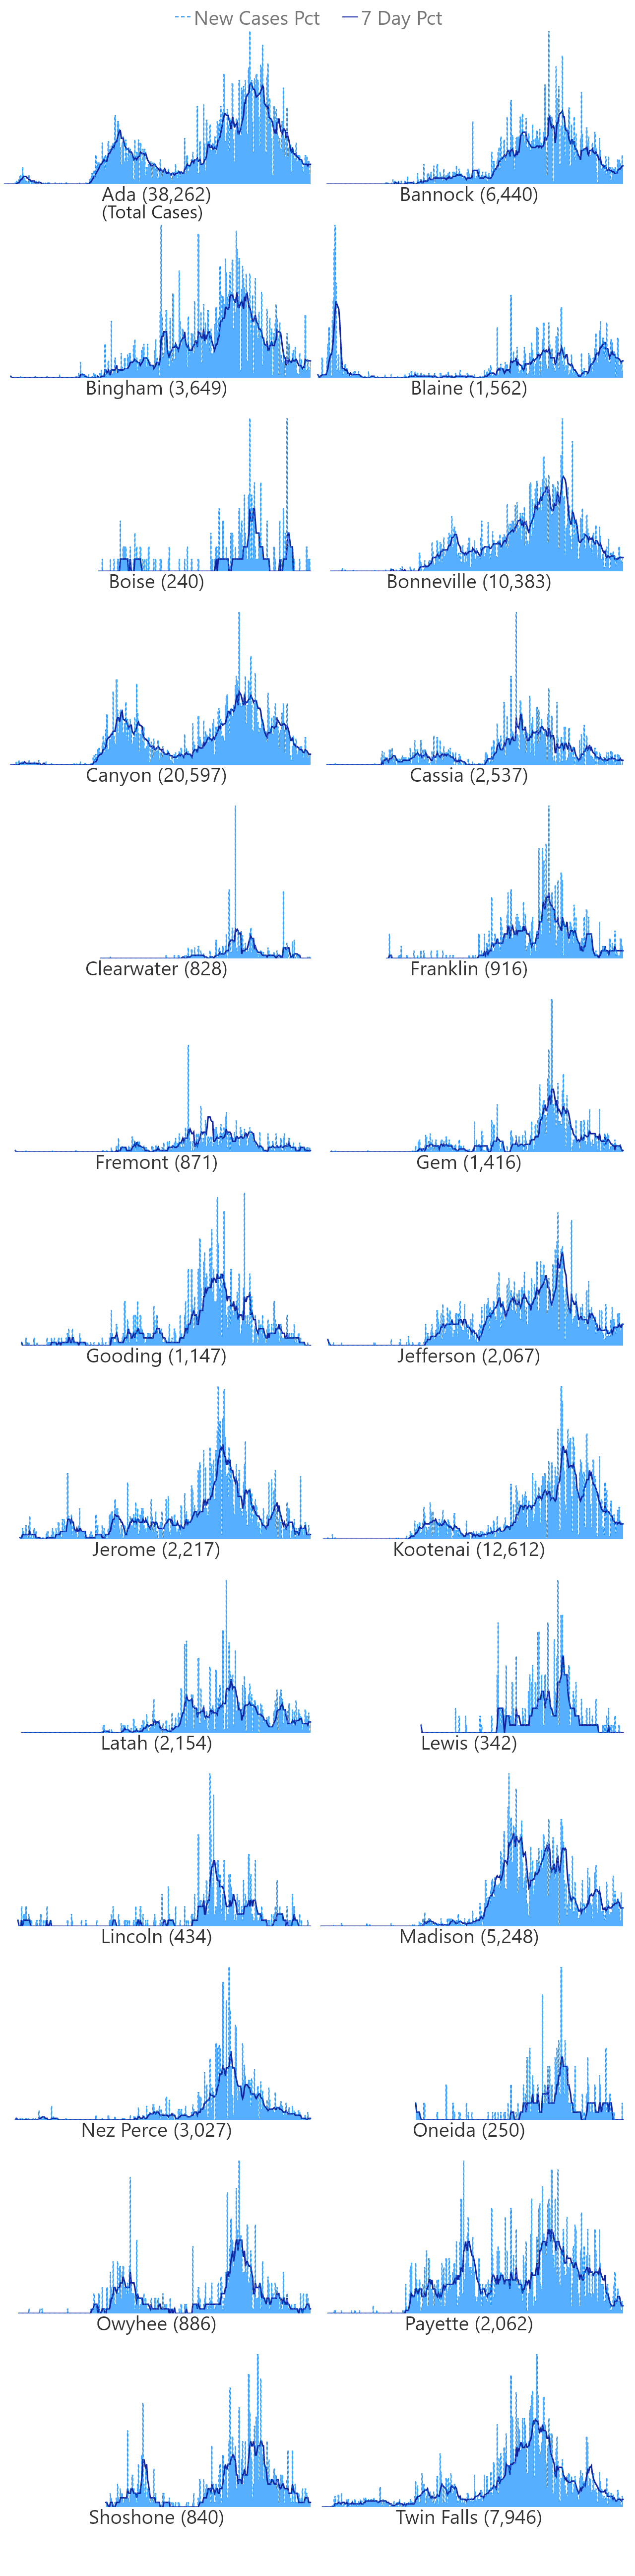 New Cases Pct 7 Day Pct
Ada (38,262) Bannock (6,440)
(Total Cases)
Bingham (3,649) Blaine (1,562)
Boise (240) Bonneville (10,383)
Canyon (20,597) Cassia (2,537)
Clearwater (828) Franklin (916)
Fremont (871) Gem (1,416)
Gooding (1,147) Jefferson (2,067)
Jerome (2,217) Kootenai (12,612)
Latah (2,154) Lewis (342)
Lincoln (434) Madison (5,248)
Nez Perce (3,027) Oneida (250)
Owyhee (886) Payette (2,062)
Shoshone (840) Twin Falls (7,946)